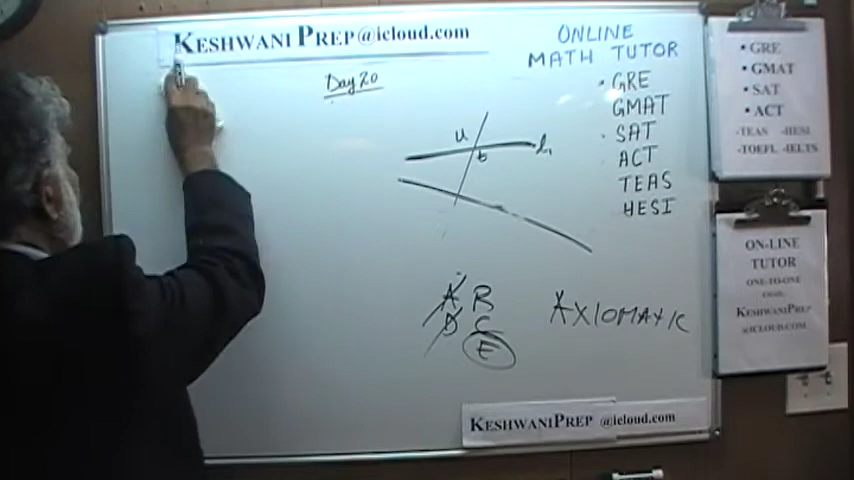 KESHWANI PREP@icloud.com
Day 20
ONLINE
MATH TUTOR
• GRE
GMAT
• SAT
ACT
TEAS
HESI
u
b
l₁
A B
D C
E
AXIOMATIC
KESHWANIPREP @icloud.com
• GRE
• GMAT
• SAT
• ACT
-TEAS -HESI
-TOEFL -IELTS
ON-LINE
TUTOR
ONE-TO-ONE
KESHWANIPREP
@ICLOUD.COM